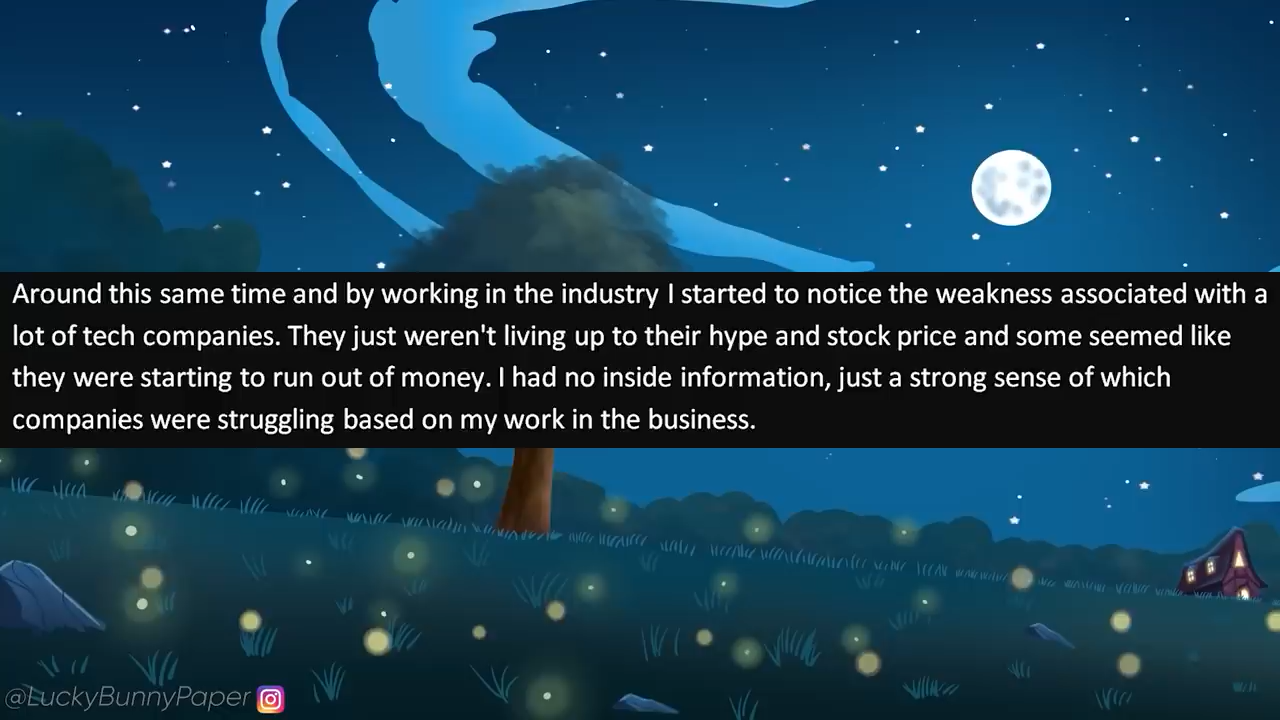 Around this same time and by working in the industry I started to notice the weakness associated with a
lot of tech companies. They just weren't living up to their hype and stock price and some seemed like
they were starting to run out of money. I had no inside information, just a strong sense of which
companies were struggling based on my work in the business.
@LuckyBunnyPaper